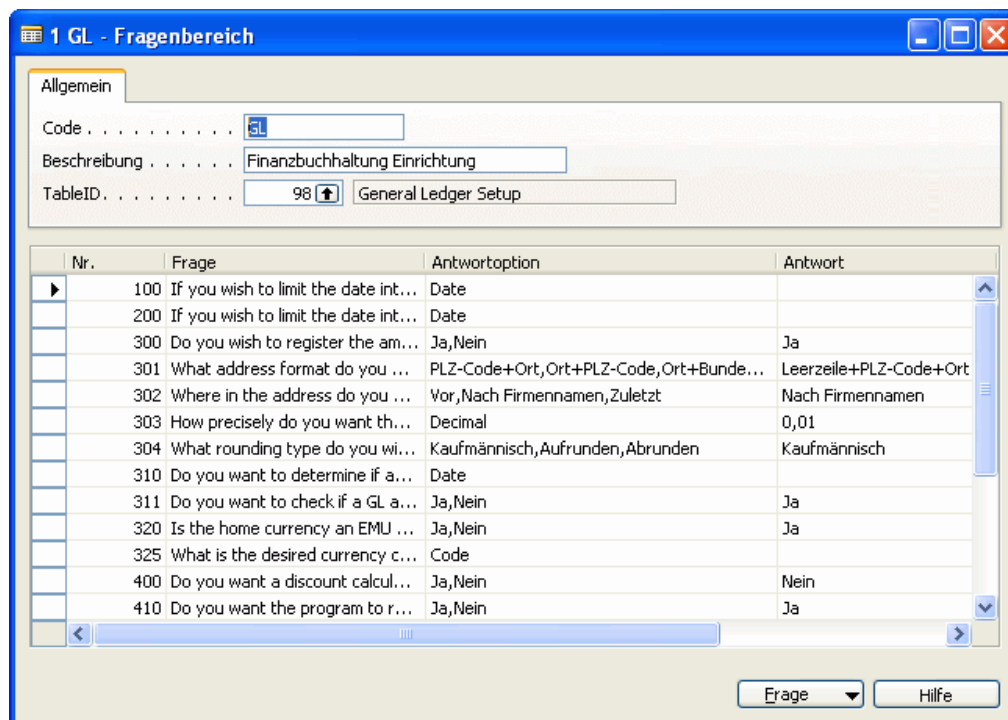 1 GL - Fragenbereich
Allgemein
Code . . . . . . . . . . GL
Beschreibung . . . . . . Finanzbuchhaltung Einrichtung
TableID. . . . . . . . . 98 General Ledger Setup
Nr. Frage Antwortoption Antwort
100 If you wish to limit the date int... Date
200 If you wish to limit the date int... Date
300 Do you wish to register the am... Ja,Nein Ja
301 What address format do you ... PLZ-Code+Ort,Ort+PLZ-Code,Ort+Bunde... Leerzeile+PLZ-Code+Ort
302 Where in the address do you ... Vor,Nach Firmennamen,Zuletzt Nach Firmennamen
303 How precisely do you want th... Decimal 0,01
304 What rounding type do you wi... Kaufmännisch,Aufrunden,Abrunden Kaufmännisch
310 Do you want to determine if a... Date
311 Do you want to check if a GL a... Ja,Nein Ja
320 Is the home currency an EMU ... Ja,Nein Ja
325 What is the desired currency c... Code
400 Do you want a discount calcul... Ja,Nein Nein
410 Do you want the program to r... Ja,Nein Ja
Frage Hilfe